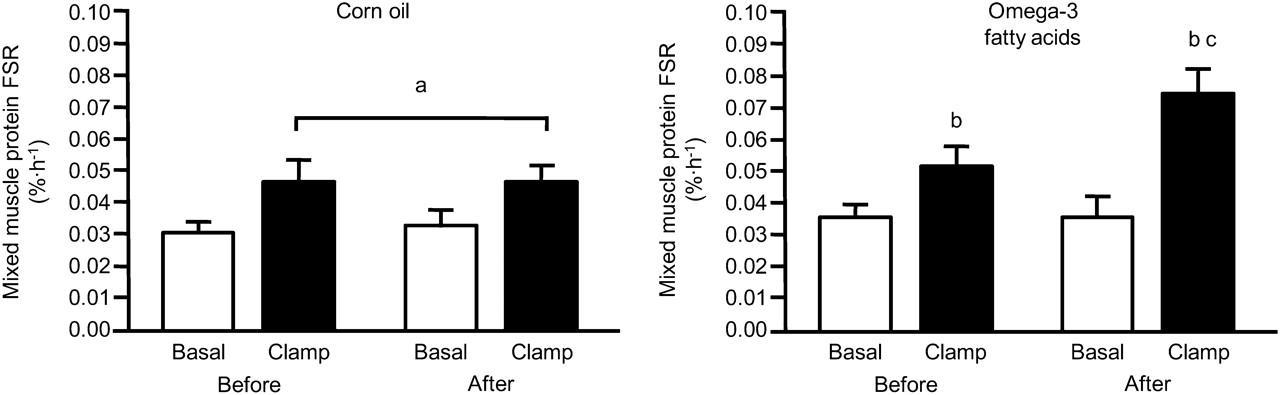 Corn oil
Mixed muscle protein FSR
(%·h-1)
0.10
0.09
0.08
0.07
0.06
0.05
0.04
0.03
0.02
0.01
0.00
a
Basal Clamp Basal Clamp
Before After
Omega-3
fatty acids
Mixed muscle protein FSR
(%·h-1)
0.10
0.09
0.08
0.07
0.06
0.05
0.04
0.03
0.02
0.01
0.00
b
b c
Basal Clamp Basal Clamp
Before After